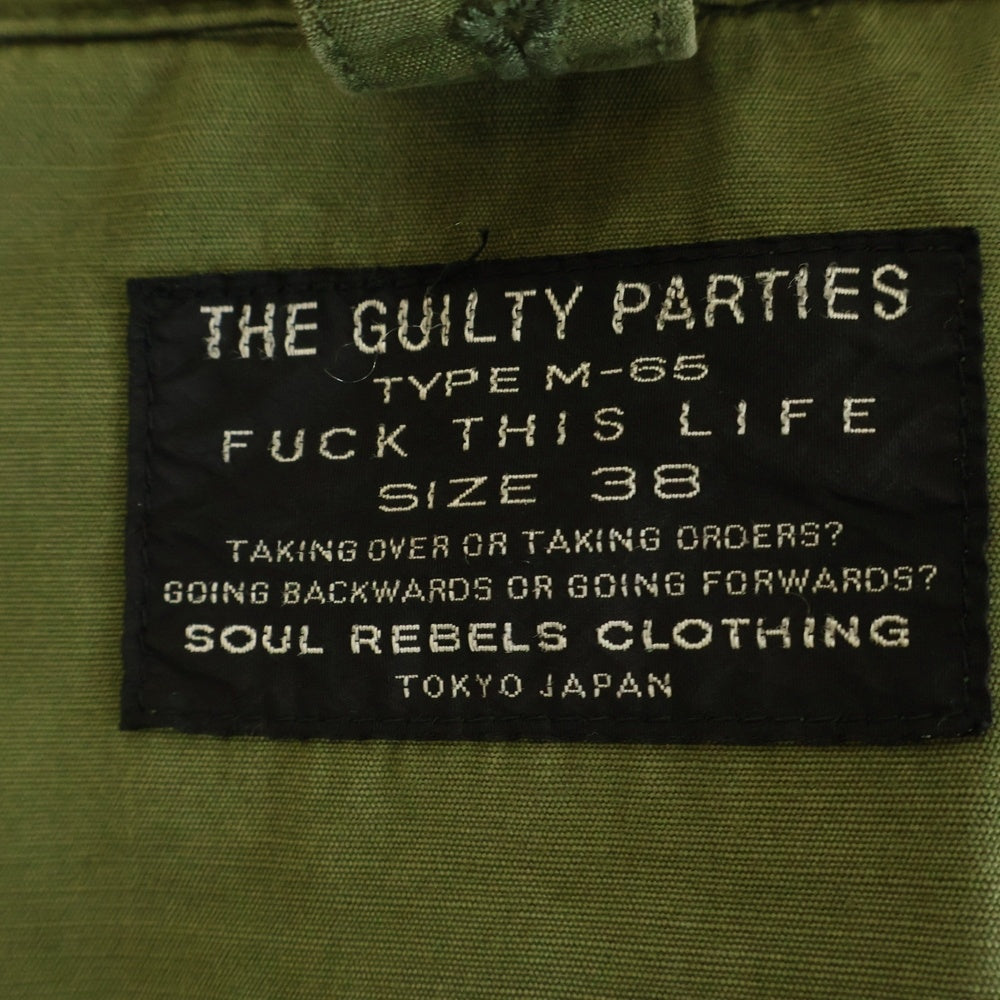 THE GUILTY PARTIES
TYPE M-65
FUCK THIS LIFE
SIZE 38
TAKING OVER OR TAKING ORDERS?
GOING BACKWARDS OR GOING FORWARDS?
SOUL REBELS CLOTHING
TOKYO JAPAN